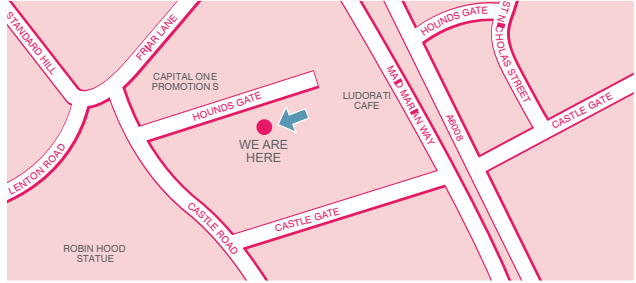 STANDARD HILL
FRIAR LANE
HOUNDS GATE
ST NICHOLAS STREET
CAPITAL ONE
PROMOTIONS
HOUNDS GATE
LUDORATI
CAFE
MAID MARIAN WAY
A6008
CASTLE GATE
WE ARE
HERE
LENTON ROAD
CASTLE ROAD
CASTLE GATE
ROBIN HOOD
STATUE